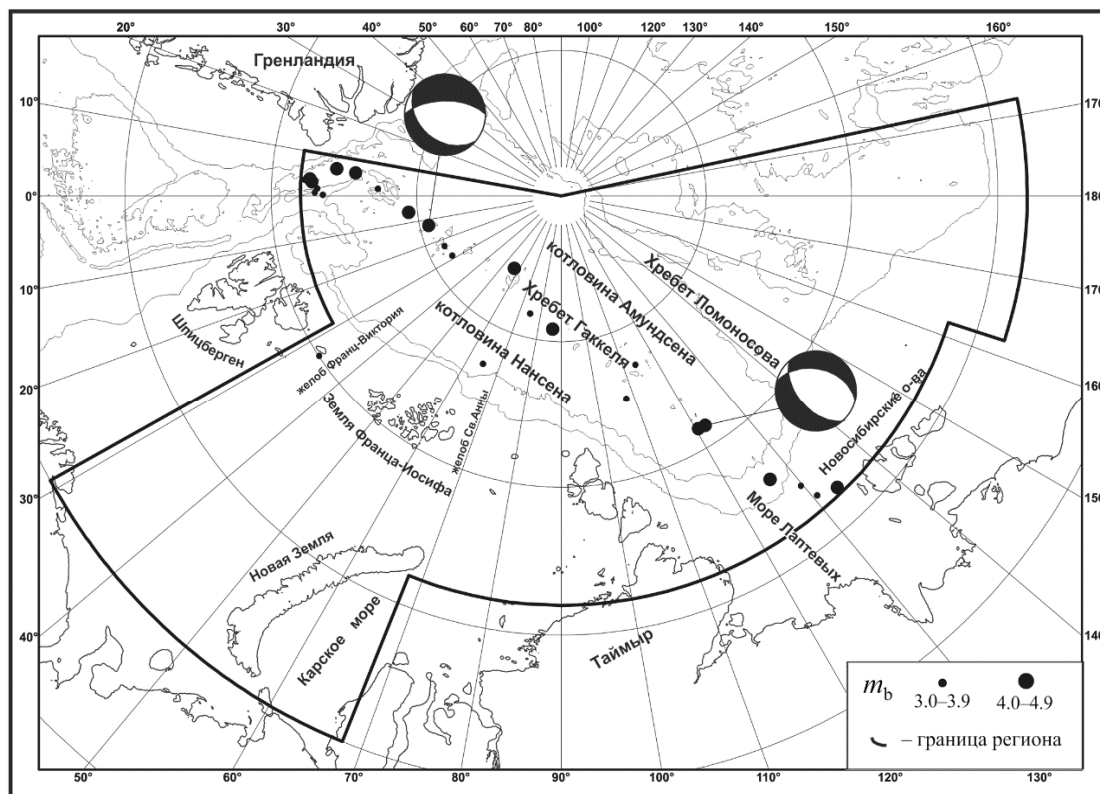 20° 30° 40° 50° 60° 70° 80° 90° 100° 110° 120° 130° 140° 150° 160°
Гренландия
10°
170
0°
180
Хребет Ломоносова
котловина Амундсена
Хребет Гаккеля
котловина Нансена
10°
170
Шпицберген
желоб Франц-Виктория
20°
160
Земля Франца-Иосифа
желоб Св.Анны
Новосибирские о-ва
30°
150
Море Лаптевых
Новая Земля
40°
140
Карское море
Таймыр
mb
3.0–3.9 4.0–4.9
– граница региона
50° 60° 70° 80° 90° 100° 110° 120° 130°